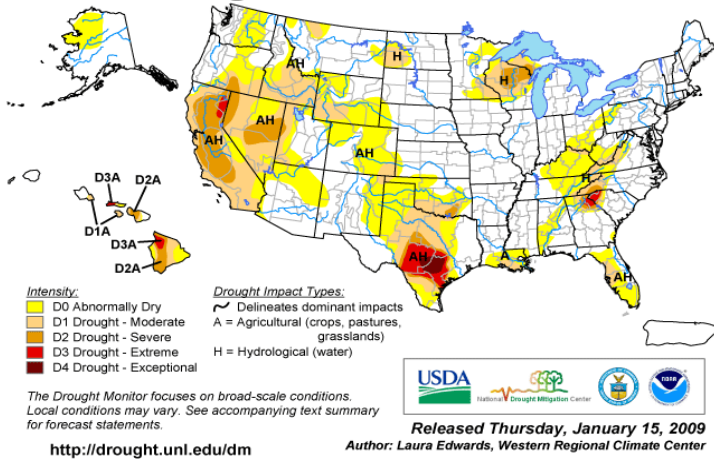 H
AH
H
AH
AH
AH
H
D3A
D2A
D1A
AH
A
AH
D3A
D2A
Intensity:
D0 Abnormally Dry
D1 Drought - Moderate
D2 Drought - Severe
D3 Drought - Extreme
D4 Drought - Exceptional
Drought Impact Types:
Delineates dominant impacts
A = Agricultural (crops, pastures,
grasslands)
H = Hydrological (water)
The Drought Monitor focuses on broad-scale conditions.
Local conditions may vary. See accompanying text summary
for forecast statements.
http://drought.unl.edu/dm
USDA
National Drought Mitigation Center
NOAA
Released Thursday, January 15, 2009
Author: Laura Edwards, Western Regional Climate Center